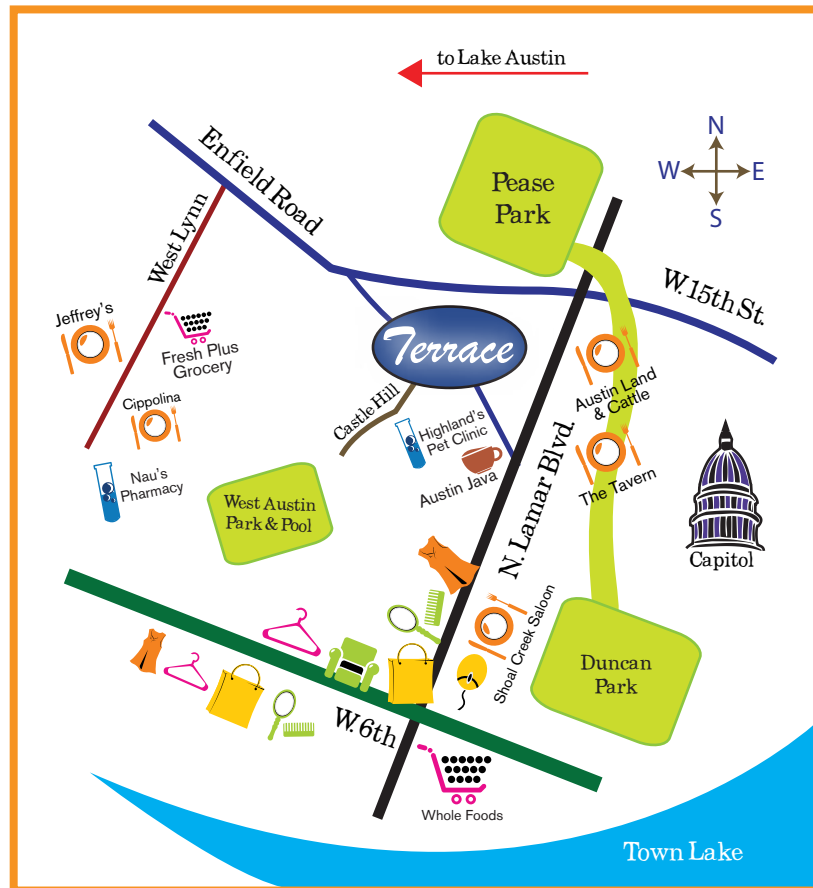 to Lake Austin
N
W
E
S
Pease
Park
Enfield Road
West Lynn
W. 15th St.
Jeffrey's
Fresh Plus
Grocery
Terrace
Austin Land
& Cattle
Cippolina
Castle Hill
Highland's
Pet Clinic
Nau's
Pharmacy
Austin Java
N. Lamar Blvd.
The Tavern
West Austin
Park & Pool
Capitol
Shoal Creek Saloon
Duncan
Park
W. 6th
Whole Foods
Town Lake